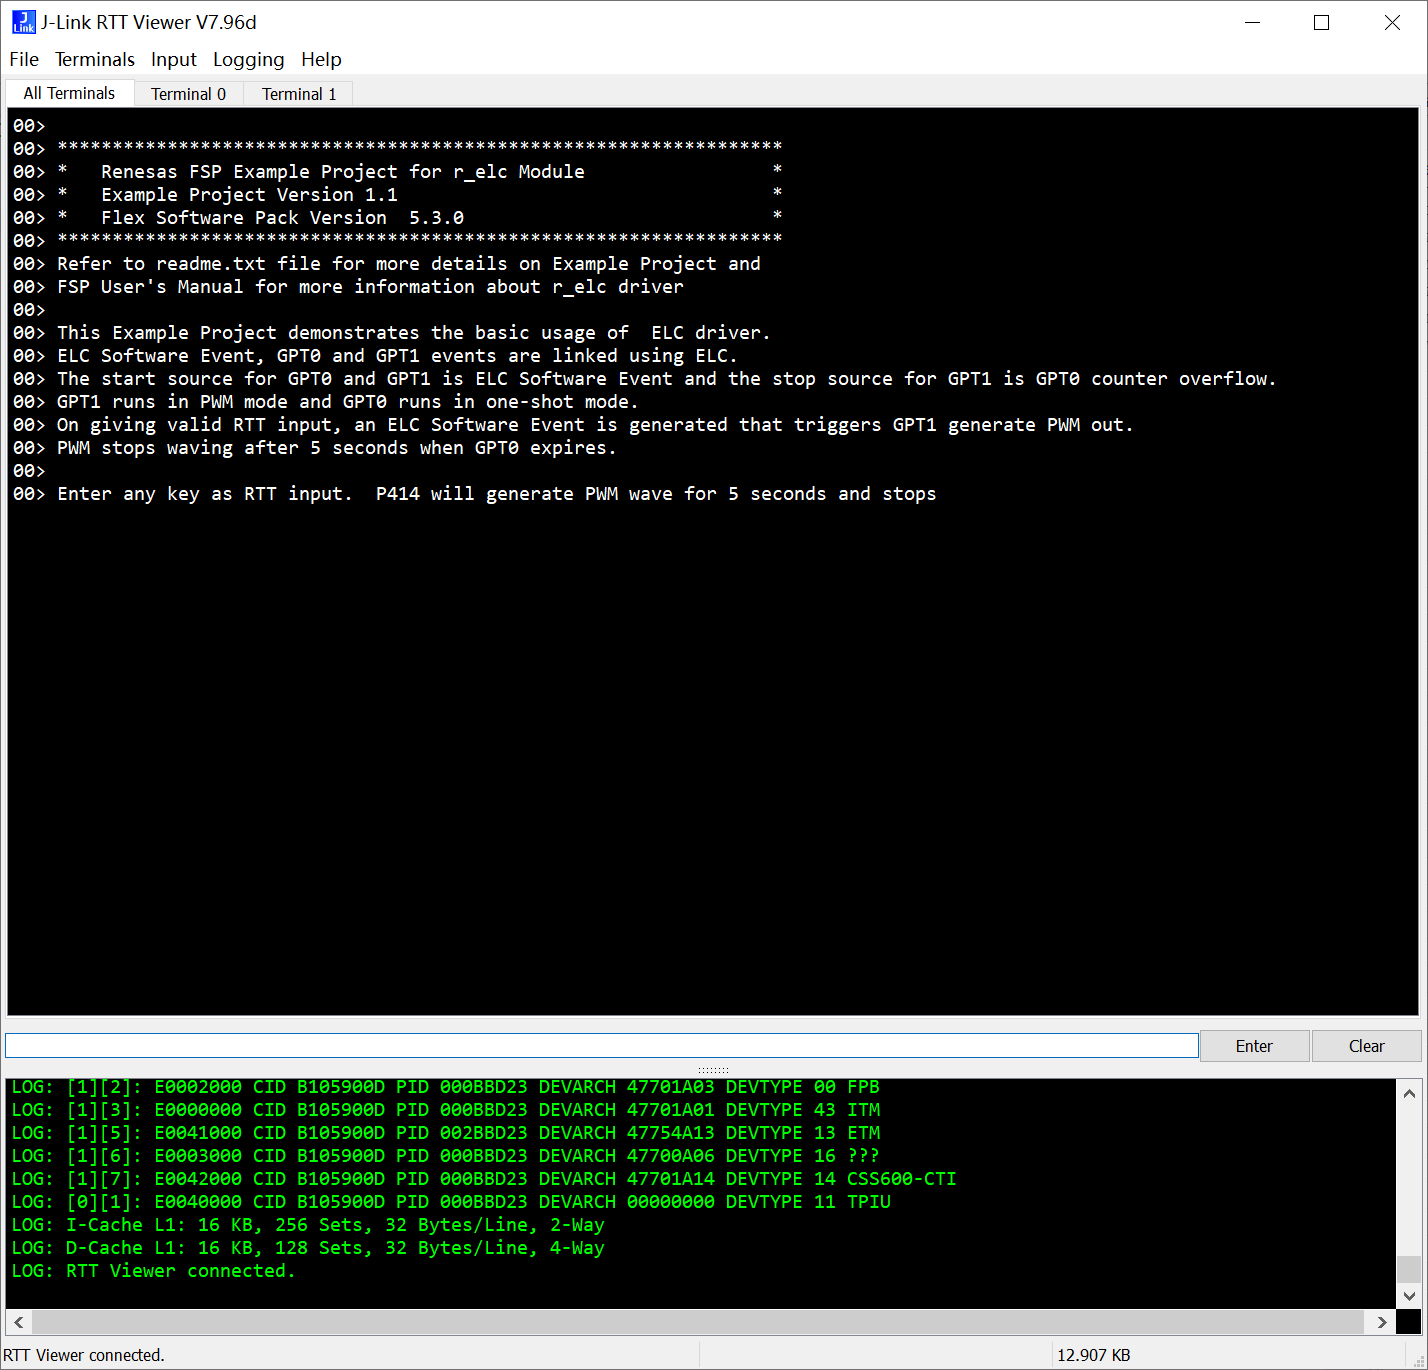 J-Link RTT Viewer V7.96d
File Terminals Input Logging Help
All Terminals Terminal 0 Terminal 1
00>
00> ******************************************************************
00> *   Renesas FSP Example Project for r_elc Module                 *
00> *   Example Project Version 1.1                                  *
00> *   Flex Software Pack Version  5.3.0                            *
00> ******************************************************************
00> Refer to readme.txt file for more details on Example Project and
00> FSP User's Manual for more information about r_elc driver
00>
00> This Example Project demonstrates the basic usage of  ELC driver.
00> ELC Software Event, GPT0 and GPT1 events are linked using ELC.
00> The start source for GPT0 and GPT1 is ELC Software Event and the stop source for GPT1 is GPT0 counter overflow.
00> GPT1 runs in PWM mode and GPT0 runs in one-shot mode.
00> On giving valid RTT input, an ELC Software Event is generated that triggers GPT1 generate PWM out.
00> PWM stops waving after 5 seconds when GPT0 expires.
00>
00> Enter any key as RTT input.  P414 will generate PWM wave for 5 seconds and stops
Enter Clear
LOG: [1][2]: E0002000 CID B105900D PID 000BBD23 DEVARCH 47701A03 DEVTYPE 00 FPB
LOG: [1][3]: E0000000 CID B105900D PID 000BBD23 DEVARCH 47701A01 DEVTYPE 43 ITM
LOG: [1][5]: E0041000 CID B105900D PID 002BBD23 DEVARCH 47754A13 DEVTYPE 13 ETM
LOG: [1][6]: E0003000 CID B105900D PID 000BBD23 DEVARCH 47700A06 DEVTYPE 16 ???
LOG: [1][7]: E0042000 CID B105900D PID 000BBD23 DEVARCH 47701A14 DEVTYPE 14 CSS600-CTI
LOG: [0][1]: E0040000 CID B105900D PID 000BBD23 DEVARCH 00000000 DEVTYPE 11 TPIU
LOG: I-Cache L1: 16 KB, 256 Sets, 32 Bytes/Line, 2-Way
LOG: D-Cache L1: 16 KB, 128 Sets, 32 Bytes/Line, 4-Way
LOG: RTT Viewer connected.
RTT Viewer connected. 12.907 KB